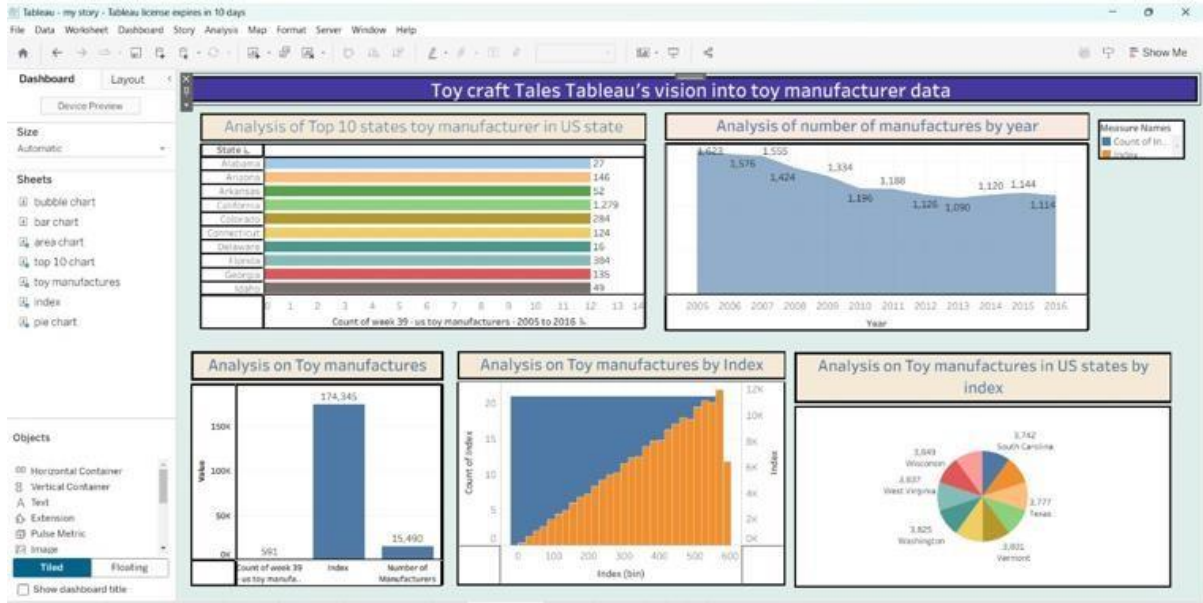 Tableau - my story - Tableau license expires in 10 days
File Data Worksheet Dashboard Story Analysis Map Format Server Window Help
Show Me
Dashboard Layout
Device Preview
Size
Automatic
Sheets
bubble chart
bar chart
area chart
top 10 chart
toy manufactures
index
pie chart
Objects
Horizontal Container
Vertical Container
Text
Extension
Pulse Metric
Image
Tiled Floating
Show dashboard title
Toy craft Tales Tableau's vision into toy manufacturer data
Analysis of Top 10 states toy manufacturer in US state
State
Alabama 27
Arizona 146
Arkansas 52
California 1,279
Colorado 284
Connecticut 124
Delaware 16
Florida 384
Georgia 135
Idaho 49
0 1 2 3 4 5 6 7 8 9 10 11 12 13 14
Count of week 39 - us toy manufacturers - 2005 to 2016
Analysis of number of manufactures by year
1,623 1,576 1,555 1,424 1,334 1,196 1,188 1,126 1,090 1,120 1,144 1,114
2005 2006 2007 2008 2009 2010 2011 2012 2013 2014 2015 2016
Year
Measure Names
Count of In...
Index
Analysis on Toy manufactures
174,345
150K
100K
50K
0K
Value
591
15,490
Count of week 39 - us toy manufa..
Index
Number of Manufacturers
Analysis on Toy manufactures by Index
20
15
10
5
0
Count of Index
12K
10K
8K
6K
4K
2K
0K
Index
0 100 200 300 400 500 600
Index (bin)
Analysis on Toy manufactures in US states by
index
3,742
South Carolina
3,777
Texas
3,801
Vermont
3,825
Washington
3,837
West Virginia
3,849
Wisconsin